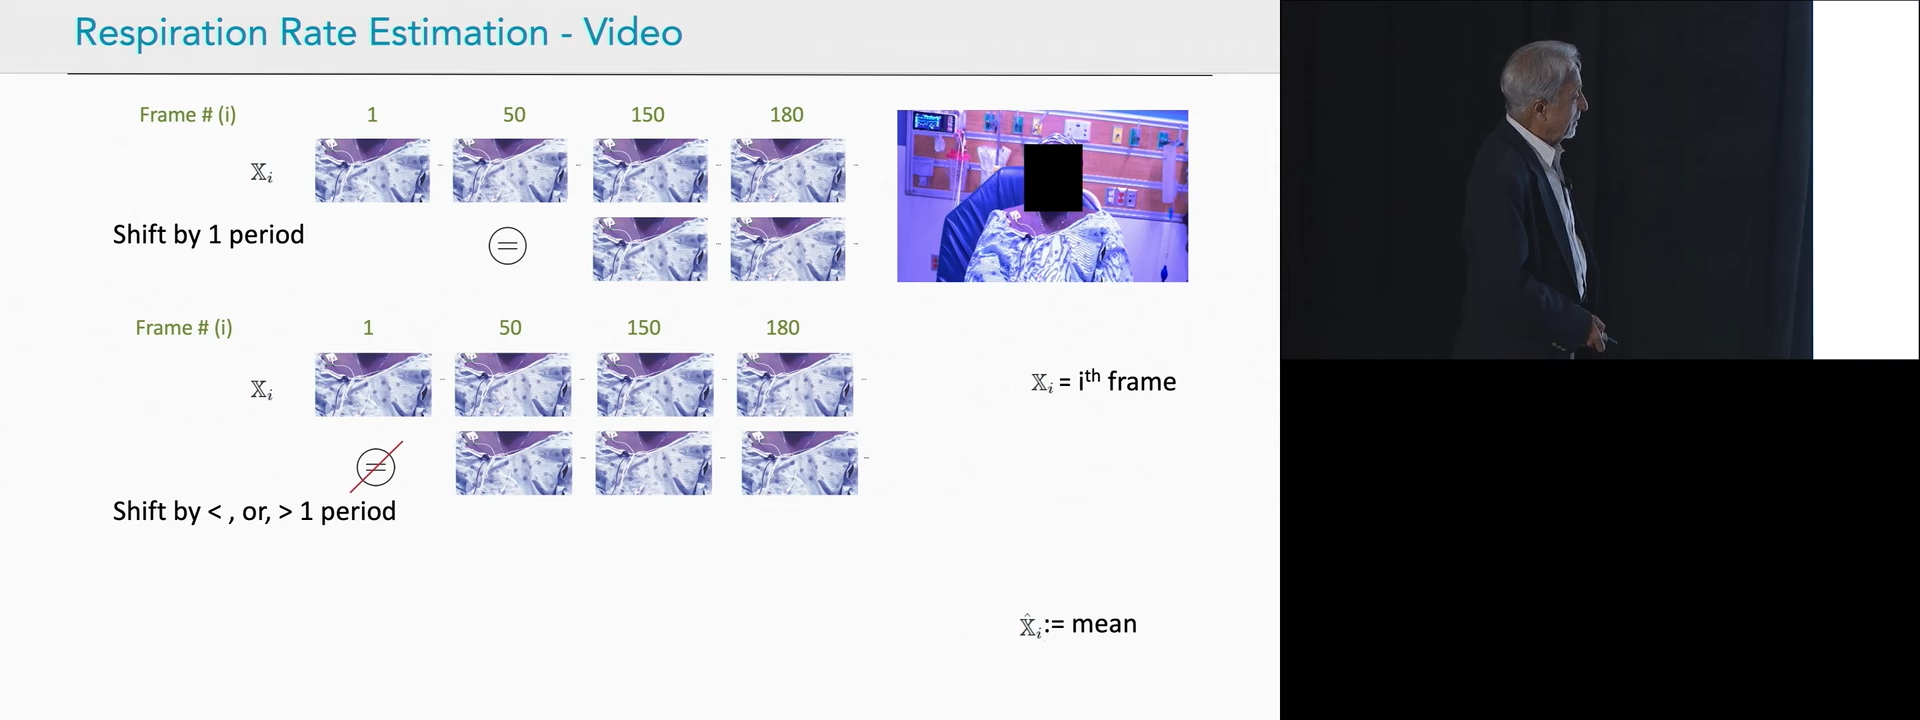 Respiration Rate Estimation - Video
Frame # (i) 1 50 150 180
𝕏ᵢ
Shift by 1 period
=
Frame # (i) 1 50 150 180
𝕏ᵢ
𝕏ᵢ = iᵗʰ frame
=
Shift by < , or, > 1 period
𝕏̂ᵢ:= mean